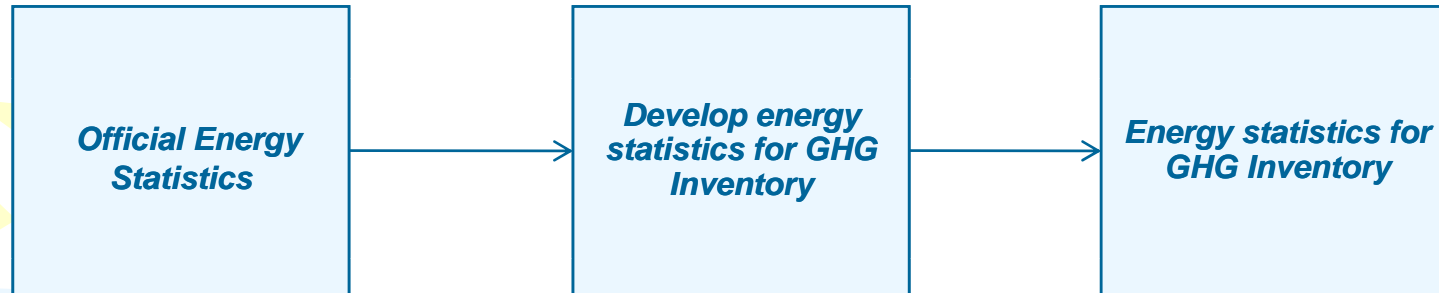 Official Energy
Statistics
Develop energy
statistics for GHG
Inventory
Energy statistics for
GHG Inventory